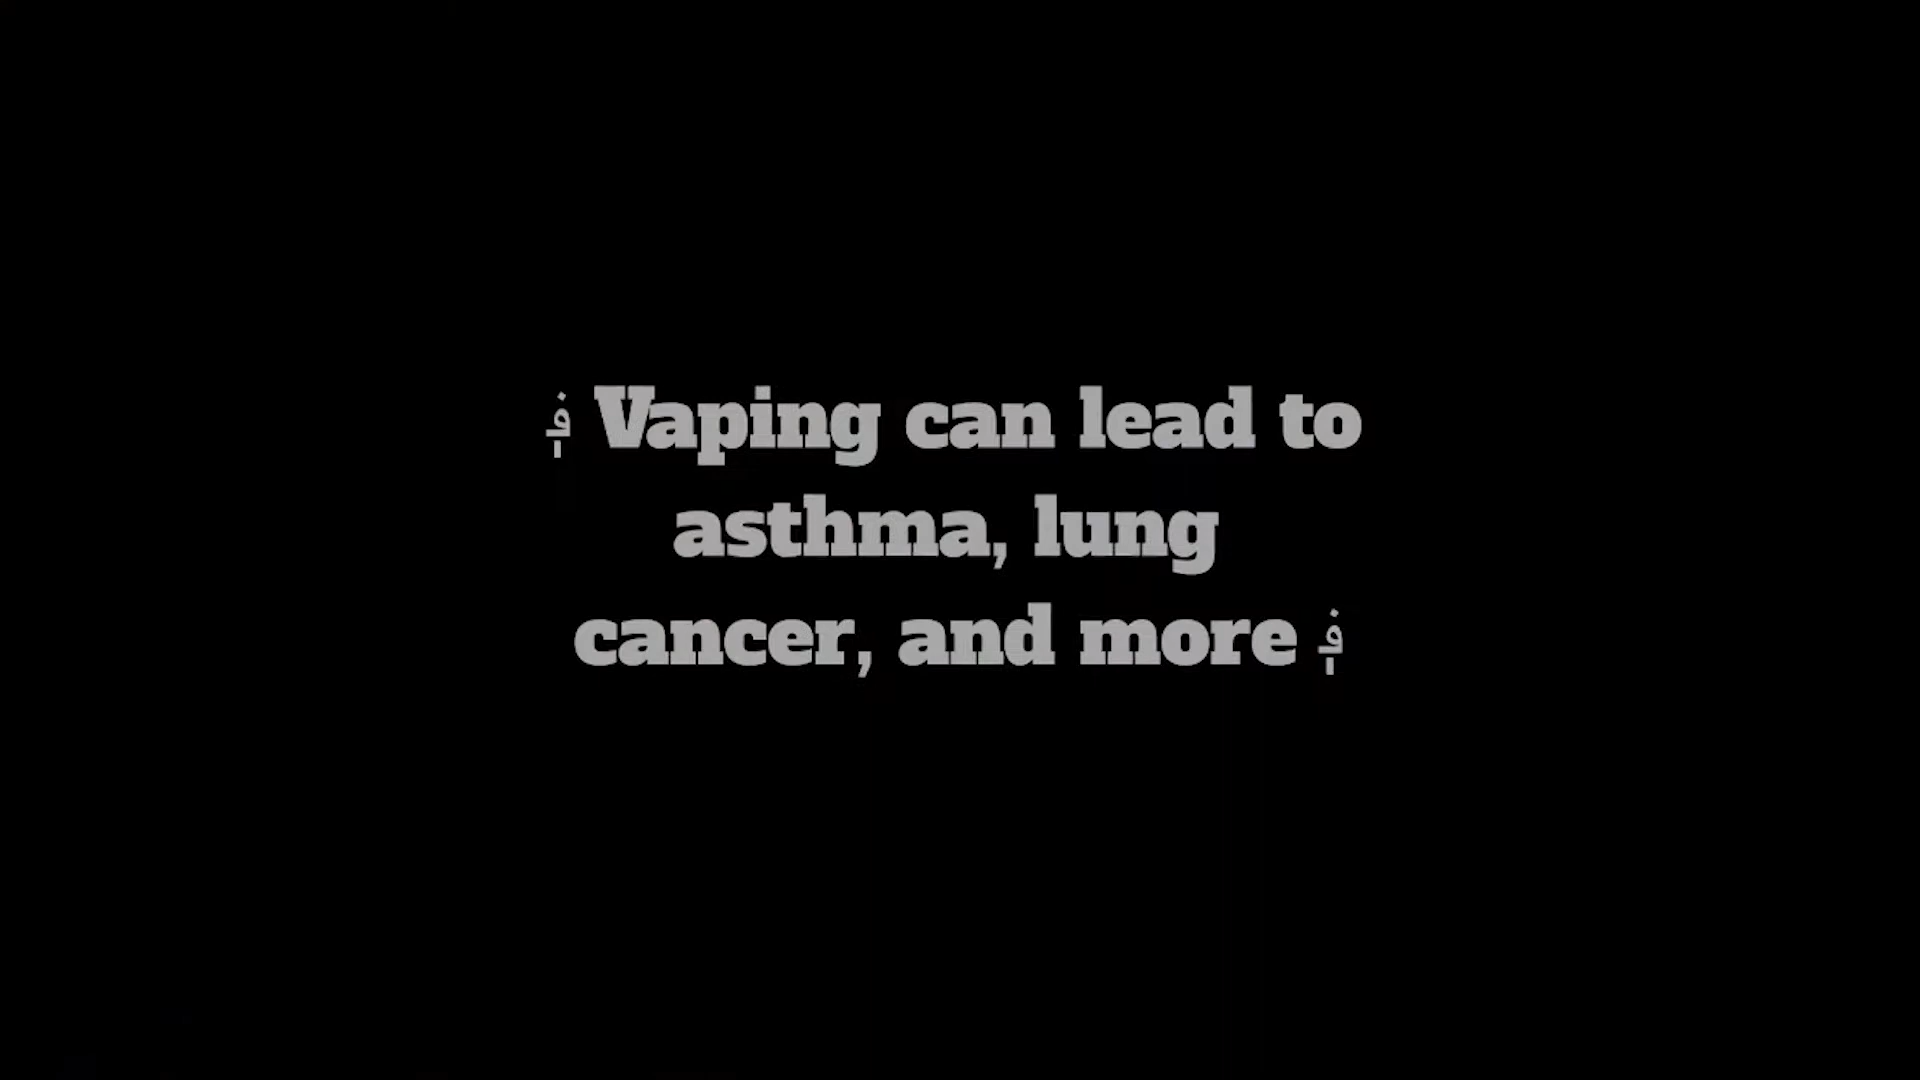 Vaping can lead to
asthma, lung
cancer, and more